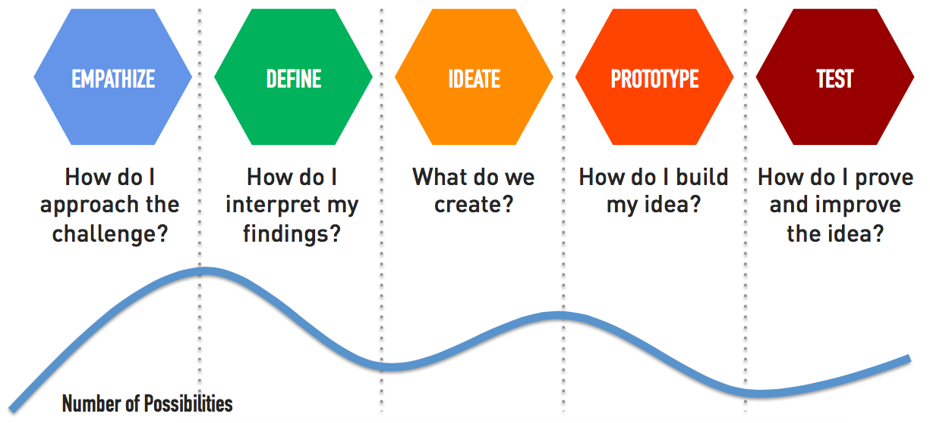 EMPATHIZE
DEFINE
IDEATE
PROTOTYPE
TEST
How do I
approach the
challenge?
How do I
interpret my
findings?
What do we
create?
How do I build
my idea?
How do I prove
and improve
the idea?
Number of Possibilities